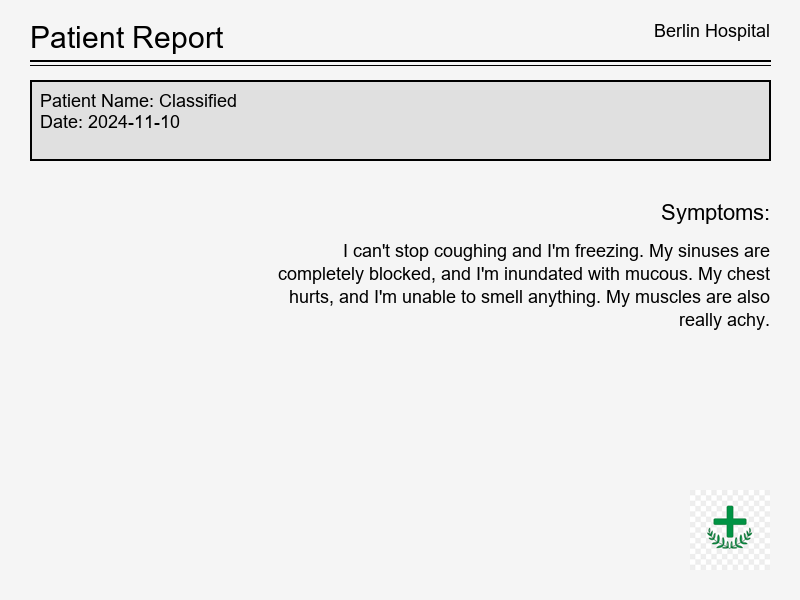 Patient Report
Berlin Hospital
Patient Name: Classified
Date: 2024-11-10
Symptoms:
I can't stop coughing and I'm freezing. My sinuses are
completely blocked, and I'm inundated with mucous. My chest
hurts, and I'm unable to smell anything. My muscles are also
really achy.